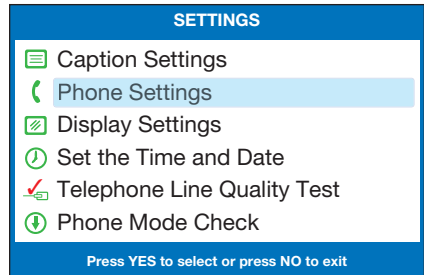 SETTINGS
Caption Settings
Phone Settings
Display Settings
Set the Time and Date
Telephone Line Quality Test
Phone Mode Check
Press YES to select or press NO to exit